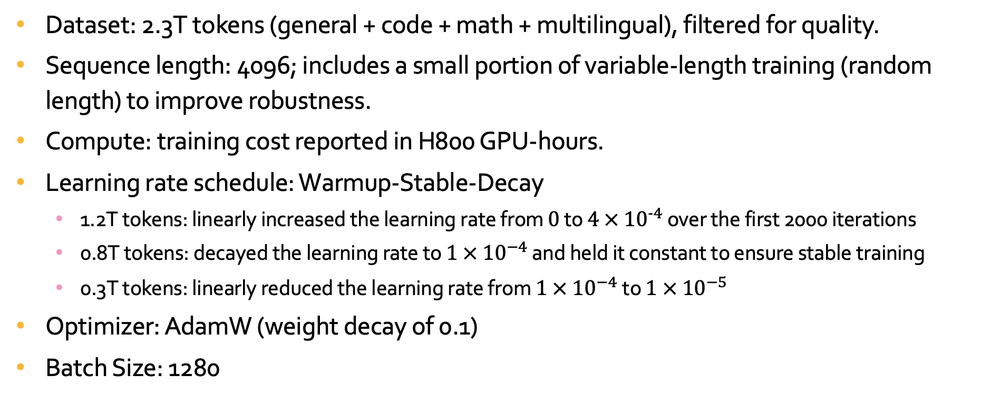 • Dataset: 2.3T tokens (general + code + math + multilingual), filtered for quality.
• Sequence length: 4096; includes a small portion of variable-length training (random
length) to improve robustness.
• Compute: training cost reported in H800 GPU-hours.
• Learning rate schedule: Warmup-Stable-Decay
• 1.2T tokens: linearly increased the learning rate from 0 to 4 × 10⁻⁴ over the first 2000 iterations
• 0.8T tokens: decayed the learning rate to 1 × 10⁻⁴ and held it constant to ensure stable training
• 0.3T tokens: linearly reduced the learning rate from 1 × 10⁻⁴ to 1 × 10⁻⁵
• Optimizer: AdamW (weight decay of 0.1)
• Batch Size: 1280